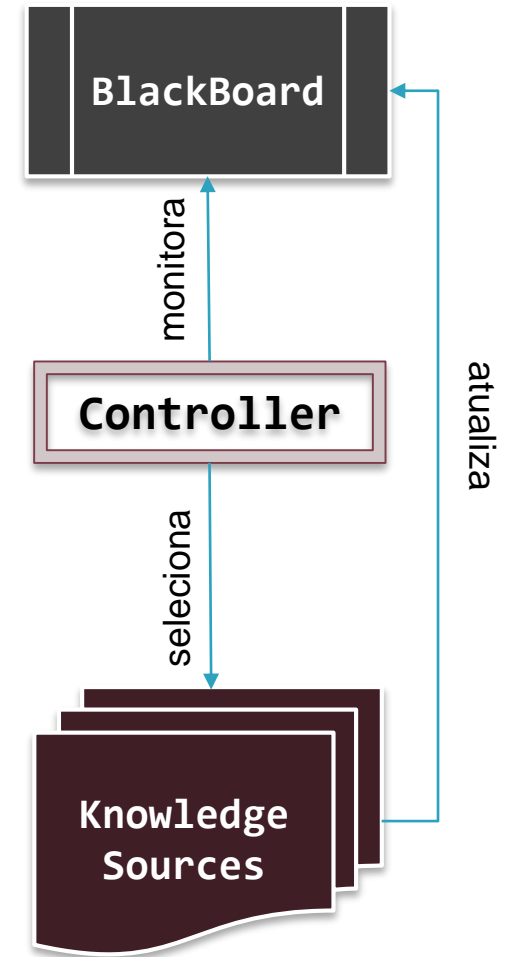 BlackBoard
monitora
Controller
atualiza
seleciona
Knowledge
Sources